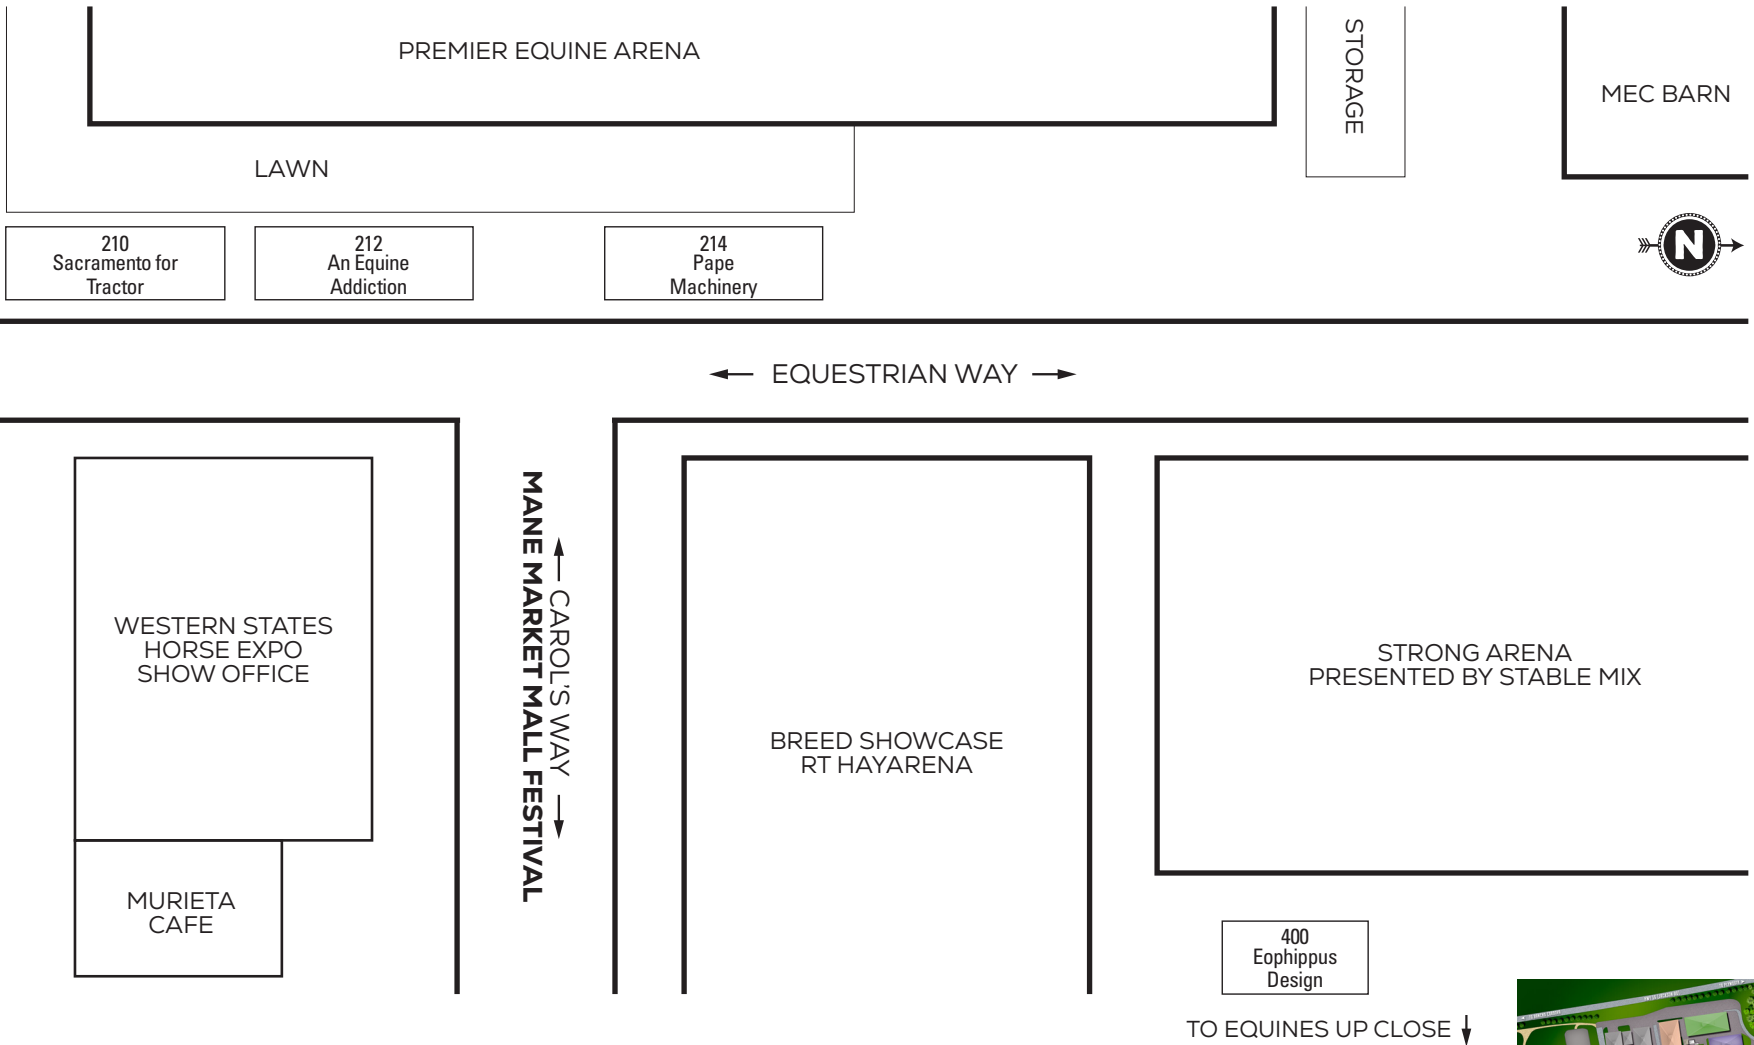 PREMIER EQUINE ARENA
STORAGE
MEC BARN
LAWN
210
Sacramento for
Tractor
212
An Equine
Addiction
214
Pape
Machinery
N
EQUESTRIAN WAY
WESTERN STATES
HORSE EXPO
SHOW OFFICE
MURIETA
CAFE
CAROL'S WAY
MANE MARKET MALL FESTIVAL
BREED SHOWCASE
RT HAYARENA
STRONG ARENA
PRESENTED BY STABLE MIX
400
Eophippus
Design
TO EQUINES UP CLOSE